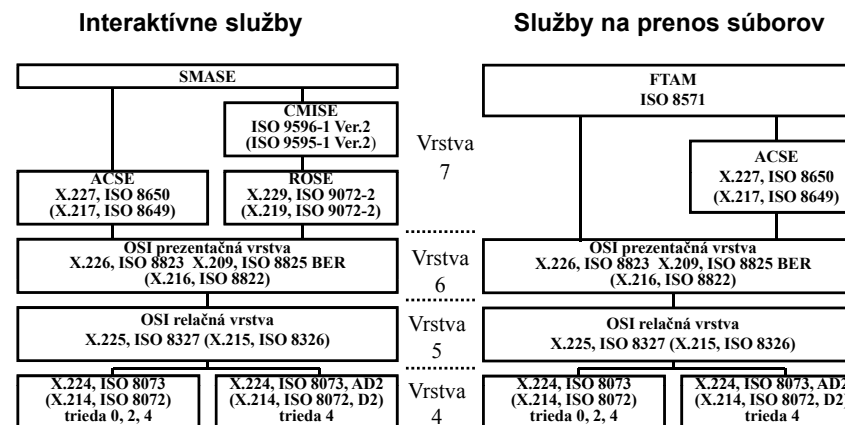 Interaktívne služby
SMASE
CMISE
ISO 9596-1 Ver.2
(ISO 9595-1 Ver.2)
ACSE
X.227, ISO 8650
(X.217, ISO 8649)
ROSE
X.229, ISO 9072-2
(X.219, ISO 9072-2)
OSI prezentačná vrstva
X.226, ISO 8823 X.209, ISO 8825 BER
(X.216, ISO 8822)
OSI relačná vrstva
X.225, ISO 8327 (X.215, ISO 8326)
X.224, ISO 8073
(X.214, ISO 8072)
trieda 0, 2, 4
X.224, ISO 8073, AD2
(X.214, ISO 8072, D2)
trieda 4
Vrstva
7
Vrstva
6
Vrstva
5
Vrstva
4
Služby na prenos súborov
FTAM
ISO 8571
ACSE
X.227, ISO 8650
(X.217, ISO 8649)
OSI prezentačná vrstva
X.226, ISO 8823 X.209, ISO 8825 BER
(X.216, ISO 8822)
OSI relačná vrstva
X.225, ISO 8327 (X.215, ISO 8326)
X.224, ISO 8073
(X.214, ISO 8072)
trieda 0, 2, 4
X.224, ISO 8073, AD2
(X.214, ISO 8072, D2)
trieda 4